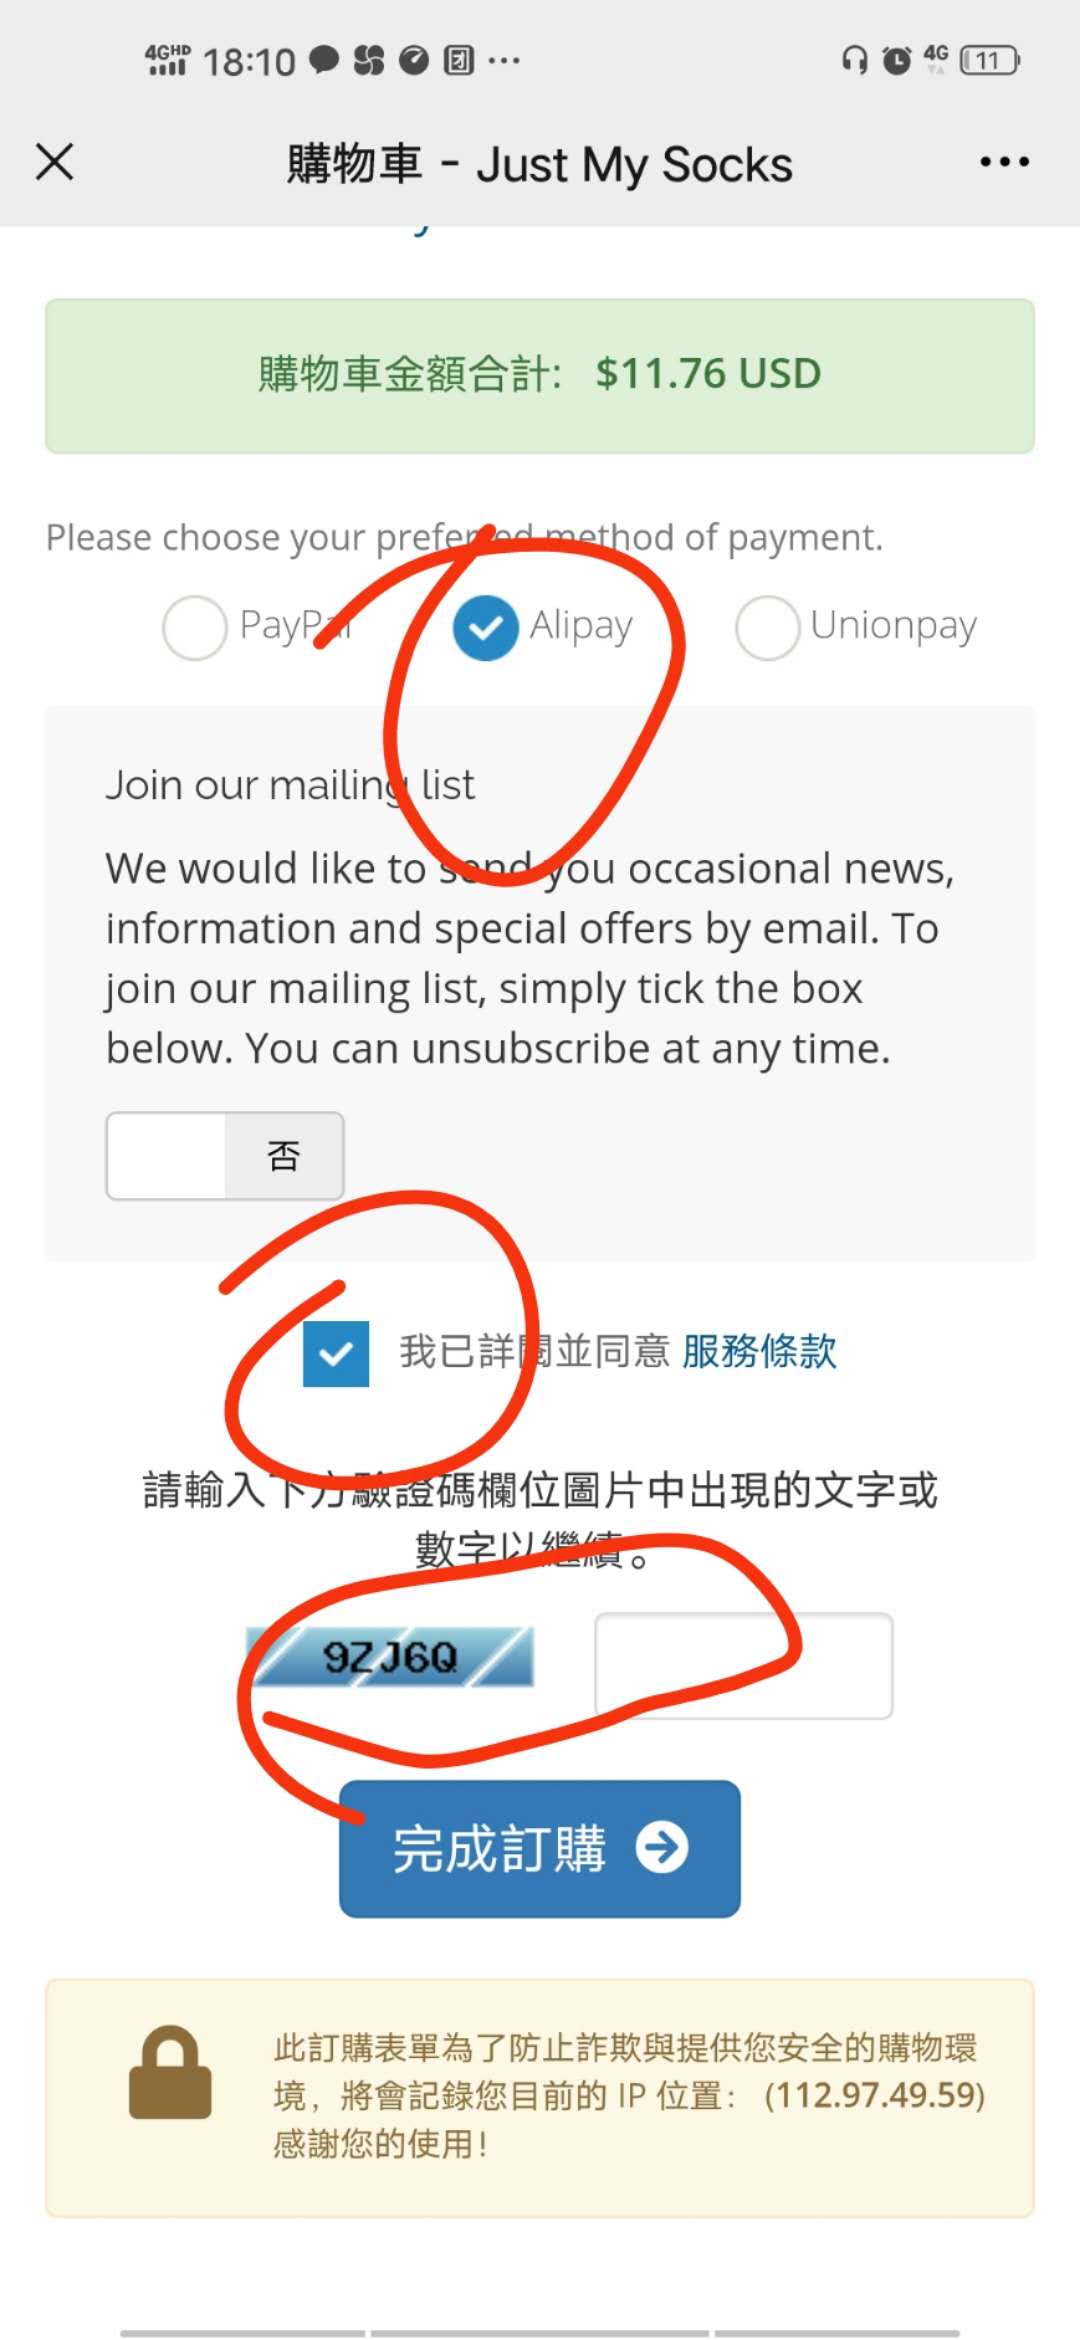 4GHD 18:10 4G 11
購物車 - Just My Socks
購物車金額合計: $11.76 USD
Please choose your preferred method of payment.
PayPal Alipay Unionpay
Join our mailing list
We would like to send you occasional news,
information and special offers by email. To
join our mailing list, simply tick the box
below. You can unsubscribe at any time.
否
我已詳閱並同意 服務條款
請輸入下方驗證碼欄位圖片中出現的文字或
數字以繼續。
9ZJ6Q
完成訂購
此訂購表單為了防止詐欺與提供您安全的購物環
境，將會記錄您目前的 IP 位置： (112.97.49.59)
感謝您的使用！